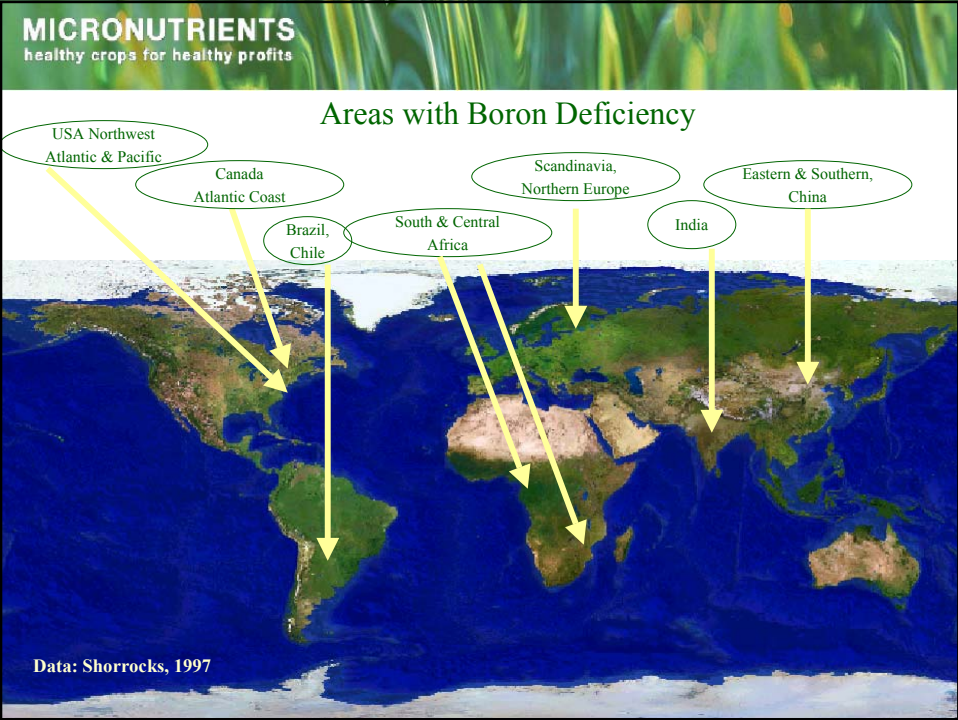 MICRONUTRIENTS
healthy crops for healthy profits
Areas with Boron Deficiency
USA Northwest
Atlantic & Pacific
Canada
Atlantic Coast
Brazil,
Chile
South & Central
Africa
Scandinavia,
Northern Europe
India
Eastern & Southern,
China
Data: Shorrocks, 1997